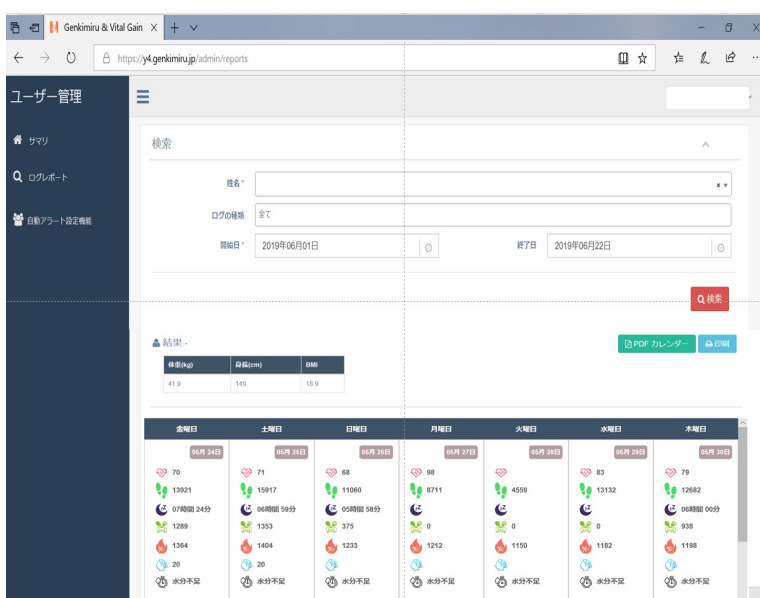 Genkimiru & Vital Gain
https://y4.genkimiru.jp/admin/reports
ユーザー管理
サマリ
ログレポート
自動アラート設定機能
検索
姓名 *
ログの種類 全て
開始日 * 2019年06月01日 終了日 2019年06月22日
検索
結果 -
PDF カレンダー 印刷
体重(kg) 身長(cm) BMI
41.9 149 18.9
金曜日 土曜日 日曜日 月曜日 火曜日 水曜日 木曜日
06月 24日 06月 25日 06月 26日 06月 27日 06月 28日 06月 29日 06月 30日
70 71 68 98 83 79
13921 15917 11060 8711 4559 13132 12682
07時間 24分 06時間 59分 05時間 58分 06時間 00分
1289 1353 375 0 0 0 938
1364 1404 1233 1212 1150 1182 1198
20 20
水分不足 水分不足 水分不足 水分不足 水分不足 水分不足 水分不足